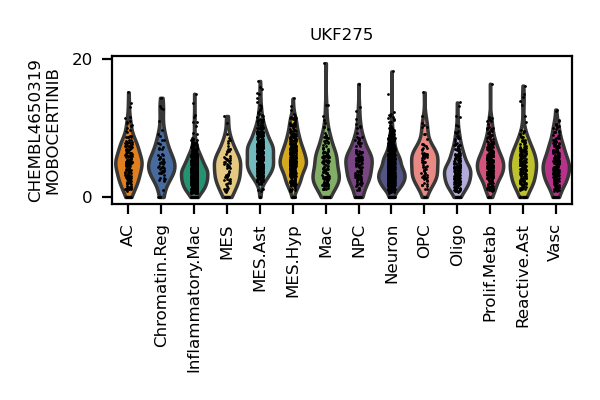 UKF275
CHEMBL4650319
MOBOCERTINIB
20
0
AC
Chromatin.Reg
Inflammatory.Mac
MES
MES.Ast
MES.Hyp
Mac
NPC
Neuron
OPC
Oligo
Prolif.Metab
Reactive.Ast
Vasc